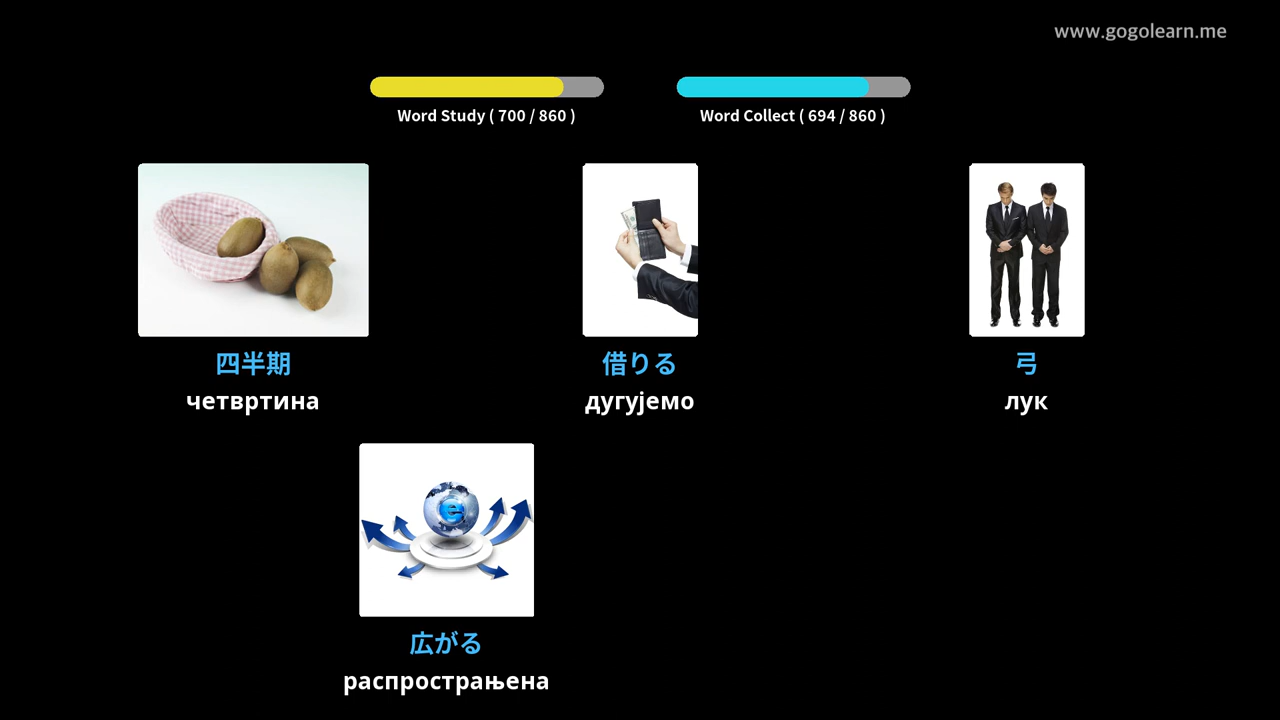 www.gogolearn.me
Word Study ( 700 / 860 )
Word Collect ( 694 / 860 )
四半期
четвртина
借りる
дугујемо
弓
лук
e
広がる
распрострањена